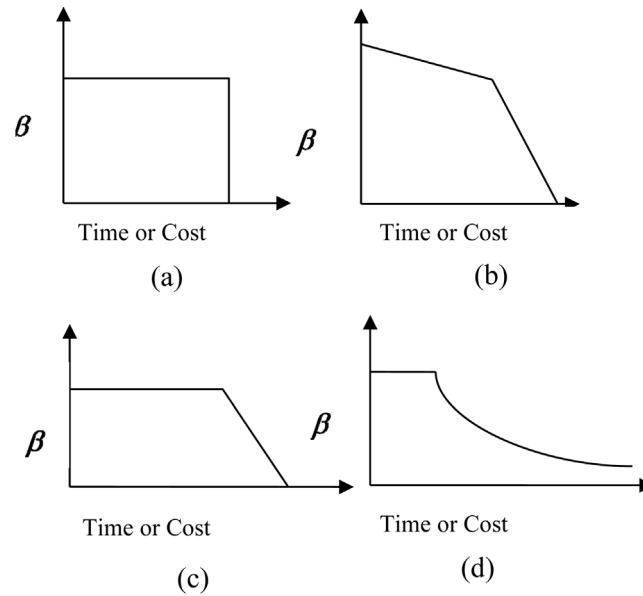 β
Time or Cost
(a)
β
Time or Cost
(b)
β
Time or Cost
(c)
β
Time or Cost
(d)